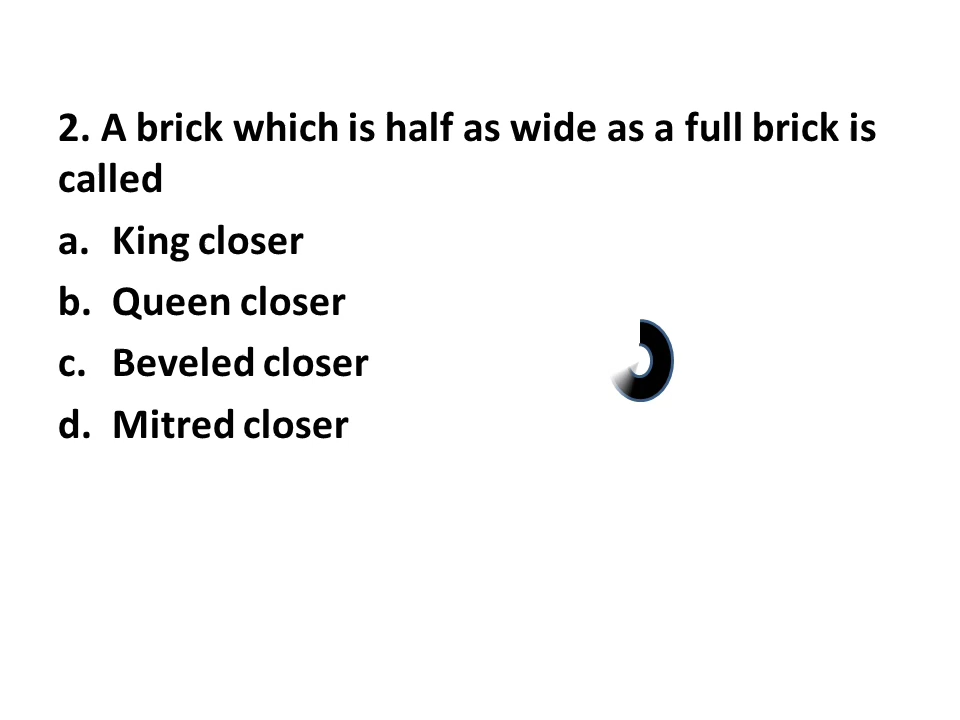 2. A brick which is half as wide as a full brick is
called
a. King closer
b. Queen closer
c. Beveled closer
d. Mitred closer